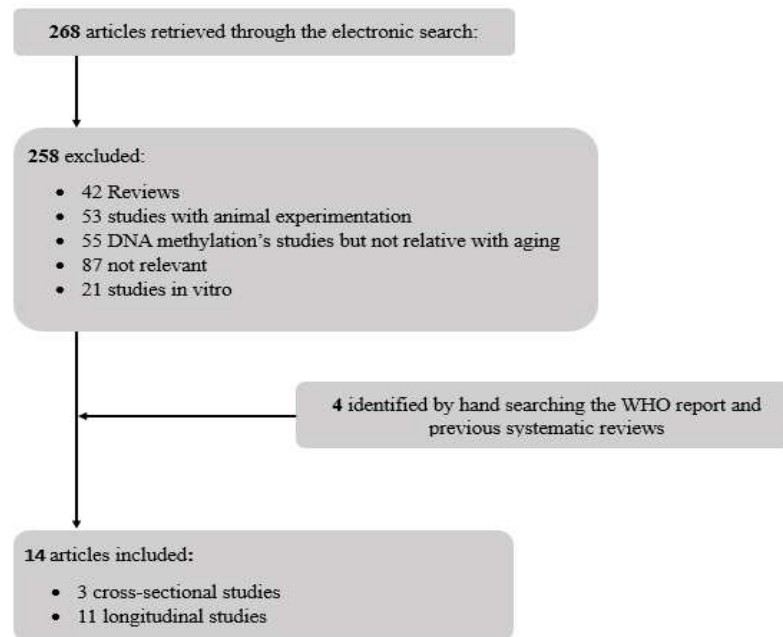 268 articles retrieved through the electronic search:
258 excluded:
• 42 Reviews
• 53 studies with animal experimentation
• 55 DNA methylation's studies but not relative with aging
• 87 not relevant
• 21 studies in vitro
4 identified by hand searching the WHO report and
previous systematic reviews
14 articles included:
• 3 cross-sectional studies
• 11 longitudinal studies